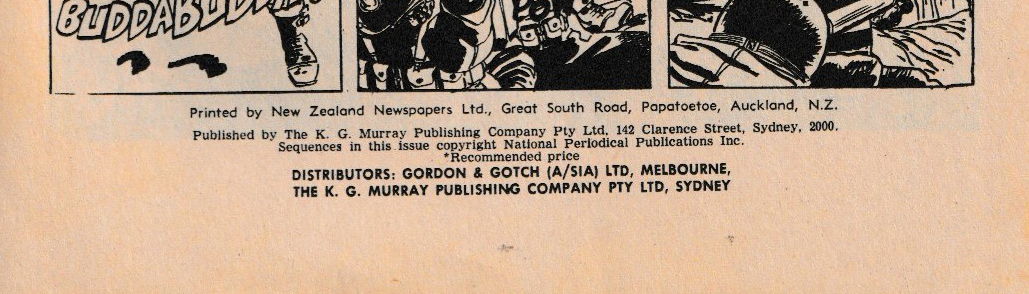 BUDDABUDDA
Printed by New Zealand Newspapers Ltd., Great South Road, Papatoetoe, Auckland, N.Z.
Published by The K. G. Murray Publishing Company Pty Ltd, 142 Clarence Street, Sydney, 2000.
Sequences in this issue copyright National Periodical Publications Inc.
*Recommended price
DISTRIBUTORS: GORDON & GOTCH (A/SIA) LTD, MELBOURNE,
THE K. G. MURRAY PUBLISHING COMPANY PTY LTD, SYDNEY